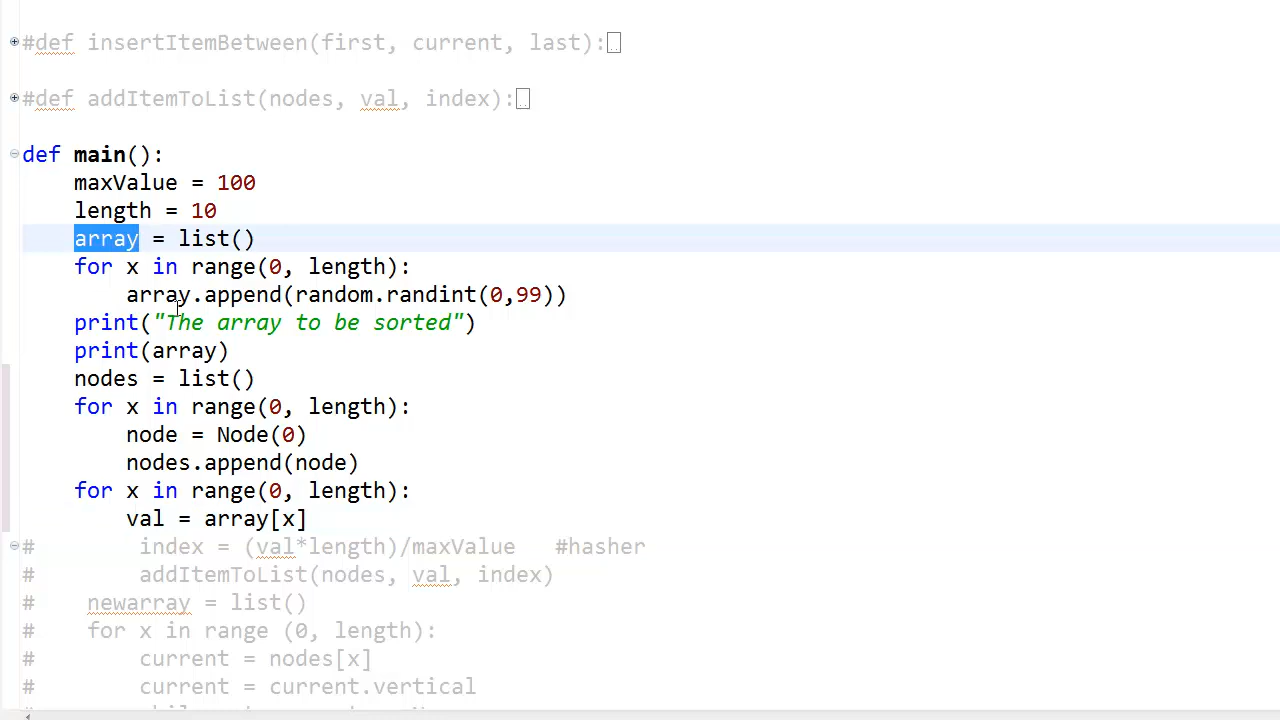 #def insertItemBetween(first, current, last):
#def addItemToList(nodes, val, index):
def main():
    maxValue = 100
    length = 10
    array = list()
    for x in range(0, length):
        array.append(random.randint(0,99))
    print("The array to be sorted")
    print(array)
    nodes = list()
    for x in range(0, length):
        node = Node(0)
        nodes.append(node)
    for x in range(0, length):
        val = array[x]
#        index = (val*length)/maxValue   #hasher
#        addItemToList(nodes, val, index)
#    newarray = list()
#    for x in range (0, length):
#        current = nodes[x]
#        current = current.vertical